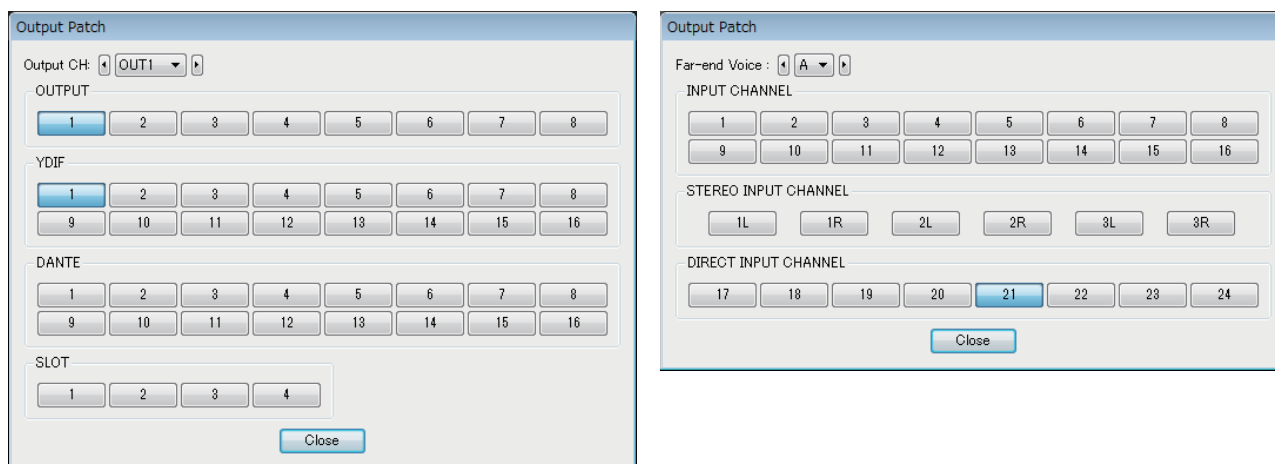 Output Patch
Output CH: OUT1
OUTPUT
1 2 3 4 5 6 7 8
YDIF
1 2 3 4 5 6 7 8
9 10 11 12 13 14 15 16
DANTE
1 2 3 4 5 6 7 8
9 10 11 12 13 14 15 16
SLOT
1 2 3 4
Close
Output Patch
Far-end Voice : A
INPUT CHANNEL
1 2 3 4 5 6 7 8
9 10 11 12 13 14 15 16
STEREO INPUT CHANNEL
1L 1R 2L 2R 3L 3R
DIRECT INPUT CHANNEL
17 18 19 20 21 22 23 24
Close